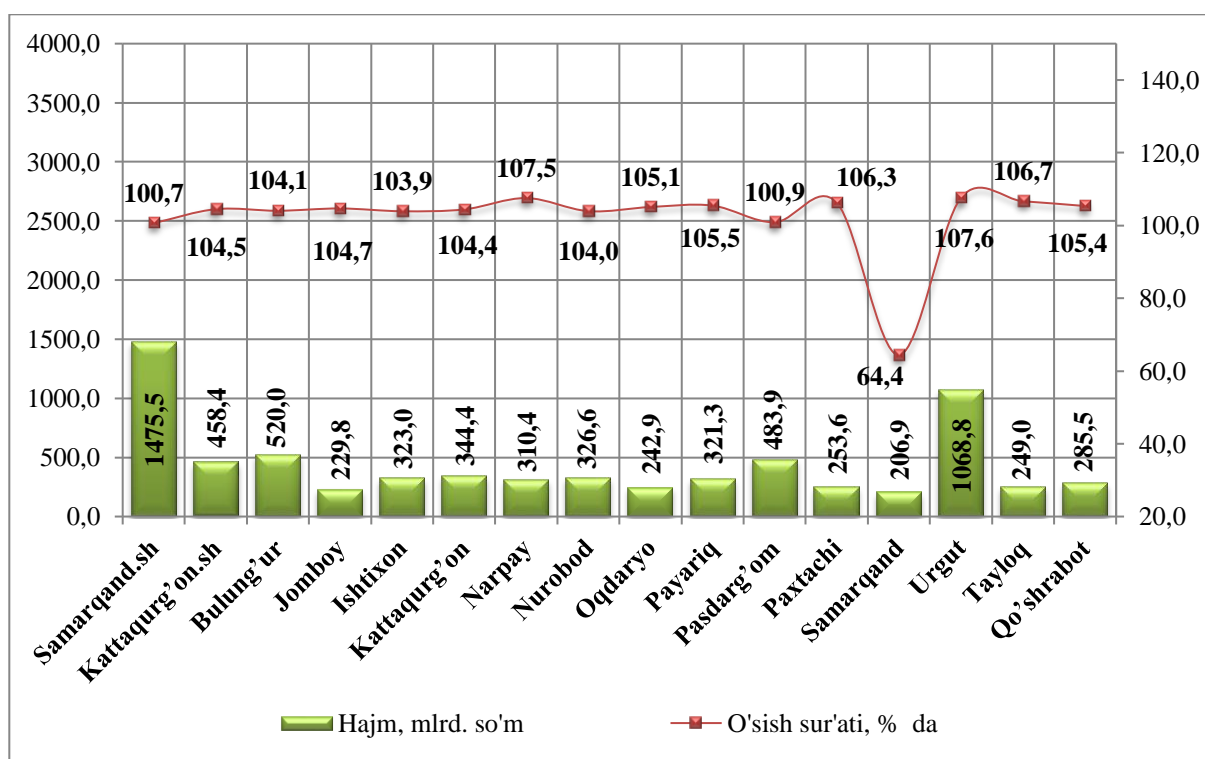 4000,0
3500,0
3000,0
2500,0
2000,0
1500,0
1000,0
500,0
0,0
140,0
120,0
100,0
80,0
60,0
40,0
20,0
100,7
104,5
104,1
104,7
103,9
104,4
107,5
104,0
105,1
105,5
100,9
106,3
64,4
107,6
106,7
105,4
1475,5
458,4
520,0
229,8
323,0
344,4
310,4
326,6
242,9
321,3
483,9
253,6
206,9
1068,8
249,0
285,5
Samarqand.sh
Kattaqurg’on.sh
Bulung’ur
Jomboy
Ishtixon
Kattaqurg’on
Narpay
Nurobod
Oqdaryo
Payariq
Pasdarg’om
Paxtachi
Samarqand
Urgut
Tayloq
Qo’shrabot
Hajm, mlrd. so'm
O'sish sur'ati, % da